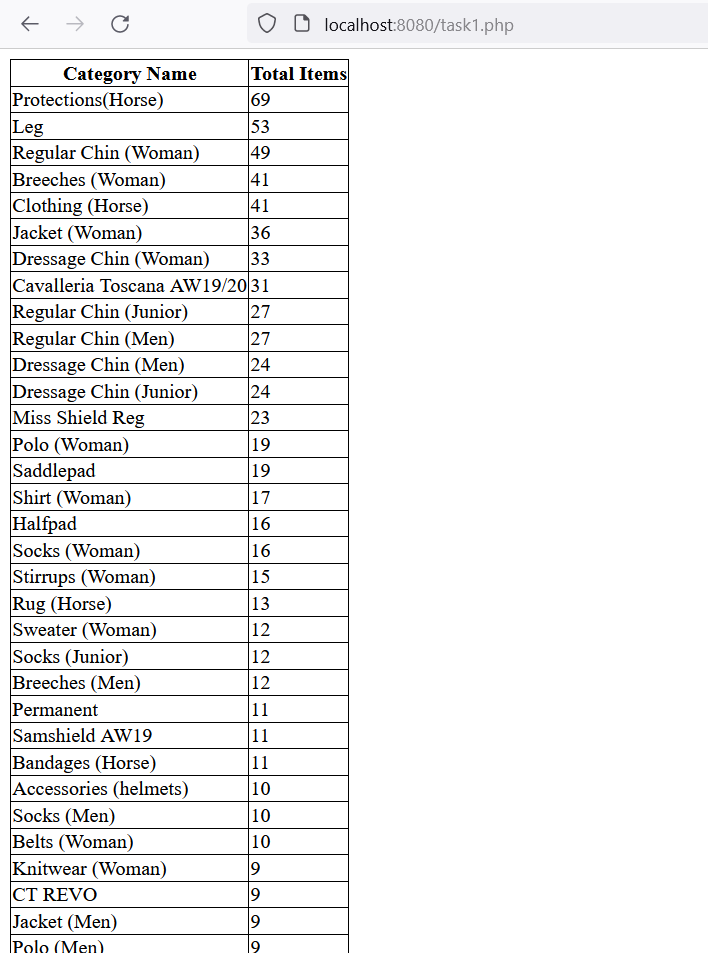 localhost:8080/task1.php
Category Name Total Items
Protections(Horse) 69
Leg 53
Regular Chin (Woman) 49
Breeches (Woman) 41
Clothing (Horse) 41
Jacket (Woman) 36
Dressage Chin (Woman) 33
Cavalleria Toscana AW19/20 31
Regular Chin (Junior) 27
Regular Chin (Men) 27
Dressage Chin (Men) 24
Dressage Chin (Junior) 24
Miss Shield Reg 23
Polo (Woman) 19
Saddlepad 19
Shirt (Woman) 17
Halfpad 16
Socks (Woman) 16
Stirrups (Woman) 15
Rug (Horse) 13
Sweater (Woman) 12
Socks (Junior) 12
Breeches (Men) 12
Permanent 11
Samshield AW19 11
Bandages (Horse) 11
Accessories (helmets) 10
Socks (Men) 10
Belts (Woman) 10
Knitwear (Woman) 9
CT REVO 9
Jacket (Men) 9
Polo (Men) 9